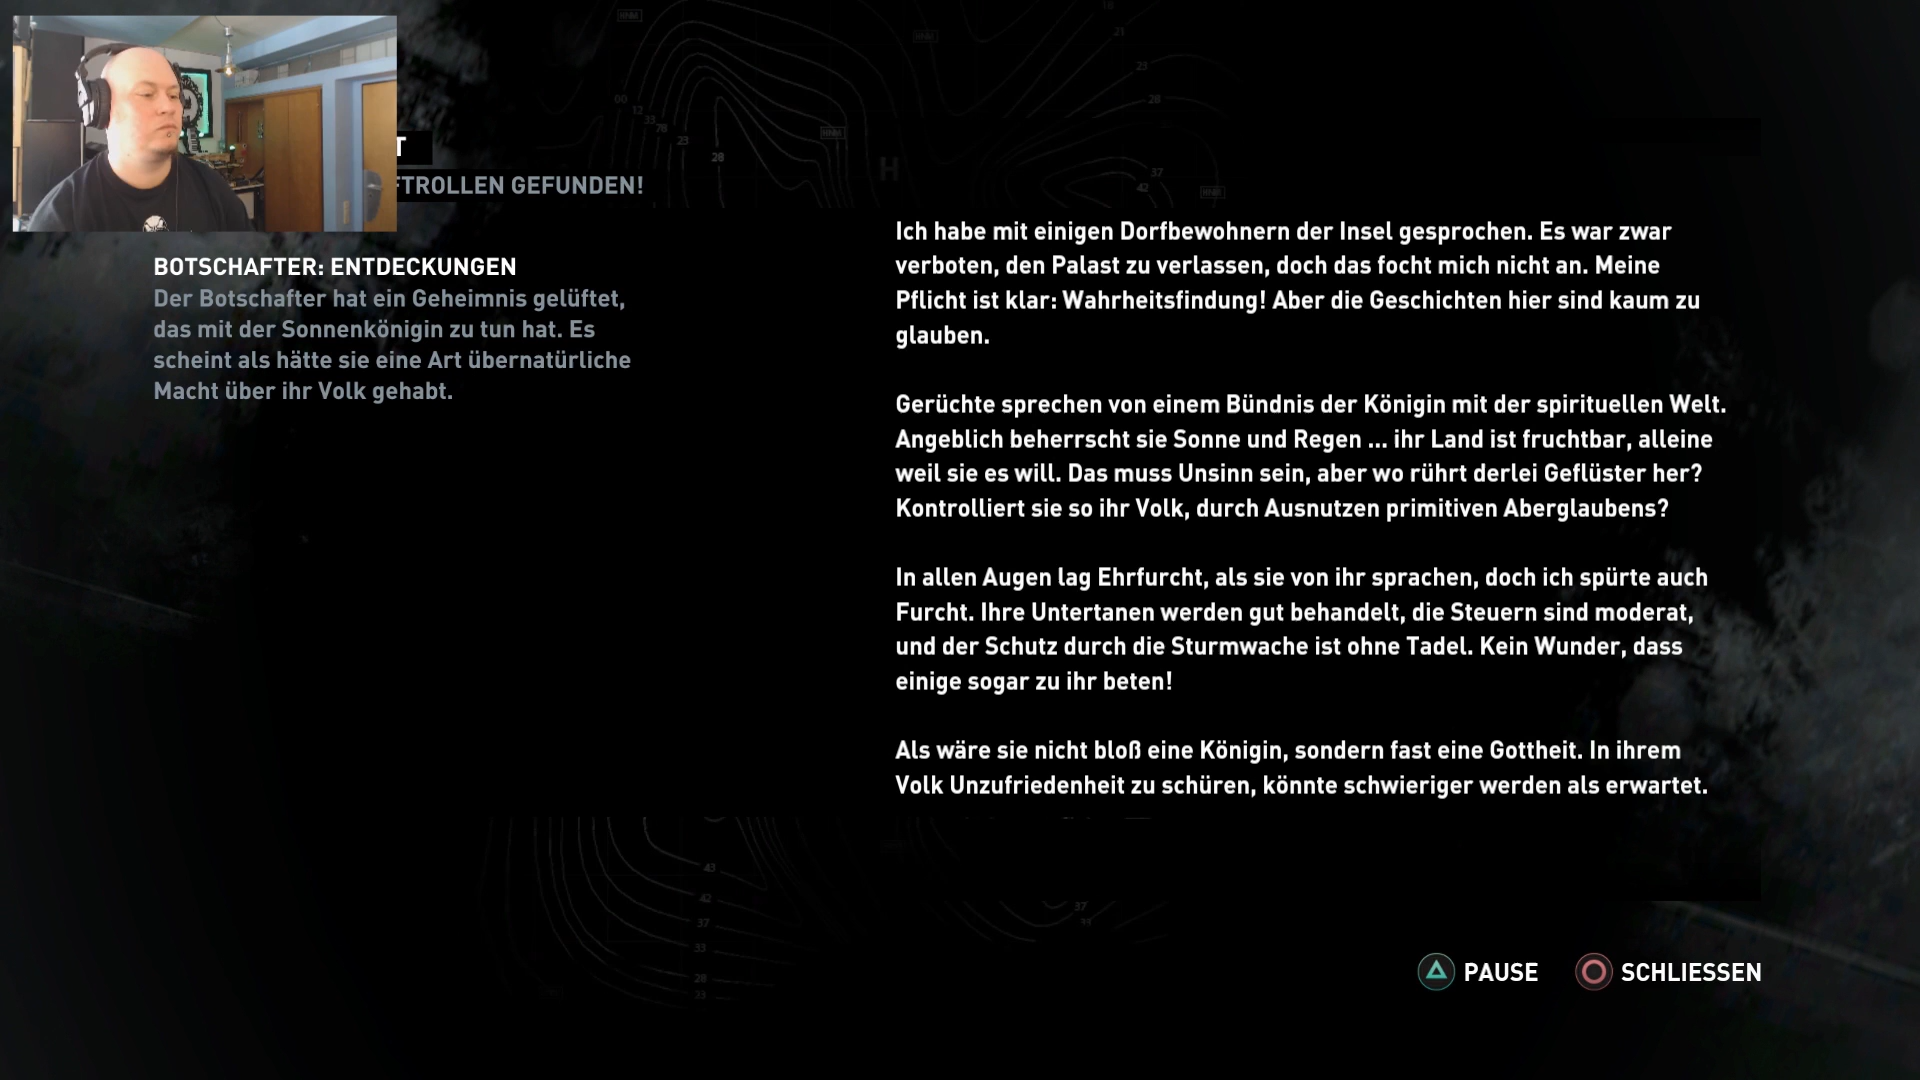 T
FTROLLEN GEFUNDEN!
BOTSCHAFTER: ENTDECKUNGEN
Der Botschafter hat ein Geheimnis gelüftet,
das mit der Sonnenkönigin zu tun hat. Es
scheint als hätte sie eine Art übernatürliche
Macht über ihr Volk gehabt.
Ich habe mit einigen Dorfbewohnern der Insel gesprochen. Es war zwar
verboten, den Palast zu verlassen, doch das focht mich nicht an. Meine
Pflicht ist klar: Wahrheitsfindung! Aber die Geschichten hier sind kaum zu
glauben.
Gerüchte sprechen von einem Bündnis der Königin mit der spirituellen Welt.
Angeblich beherrscht sie Sonne und Regen ... ihr Land ist fruchtbar, alleine
weil sie es will. Das muss Unsinn sein, aber wo rührt derlei Geflüster her?
Kontrolliert sie so ihr Volk, durch Ausnutzen primitiven Aberglaubens?
In allen Augen lag Ehrfurcht, als sie von ihr sprachen, doch ich spürte auch
Furcht. Ihre Untertanen werden gut behandelt, die Steuern sind moderat,
und der Schutz durch die Sturmwache ist ohne Tadel. Kein Wunder, dass
einige sogar zu ihr beten!
Als wäre sie nicht bloß eine Königin, sondern fast eine Gottheit. In ihrem
Volk Unzufriedenheit zu schüren, könnte schwieriger werden als erwartet.
PAUSE SCHLIESSEN